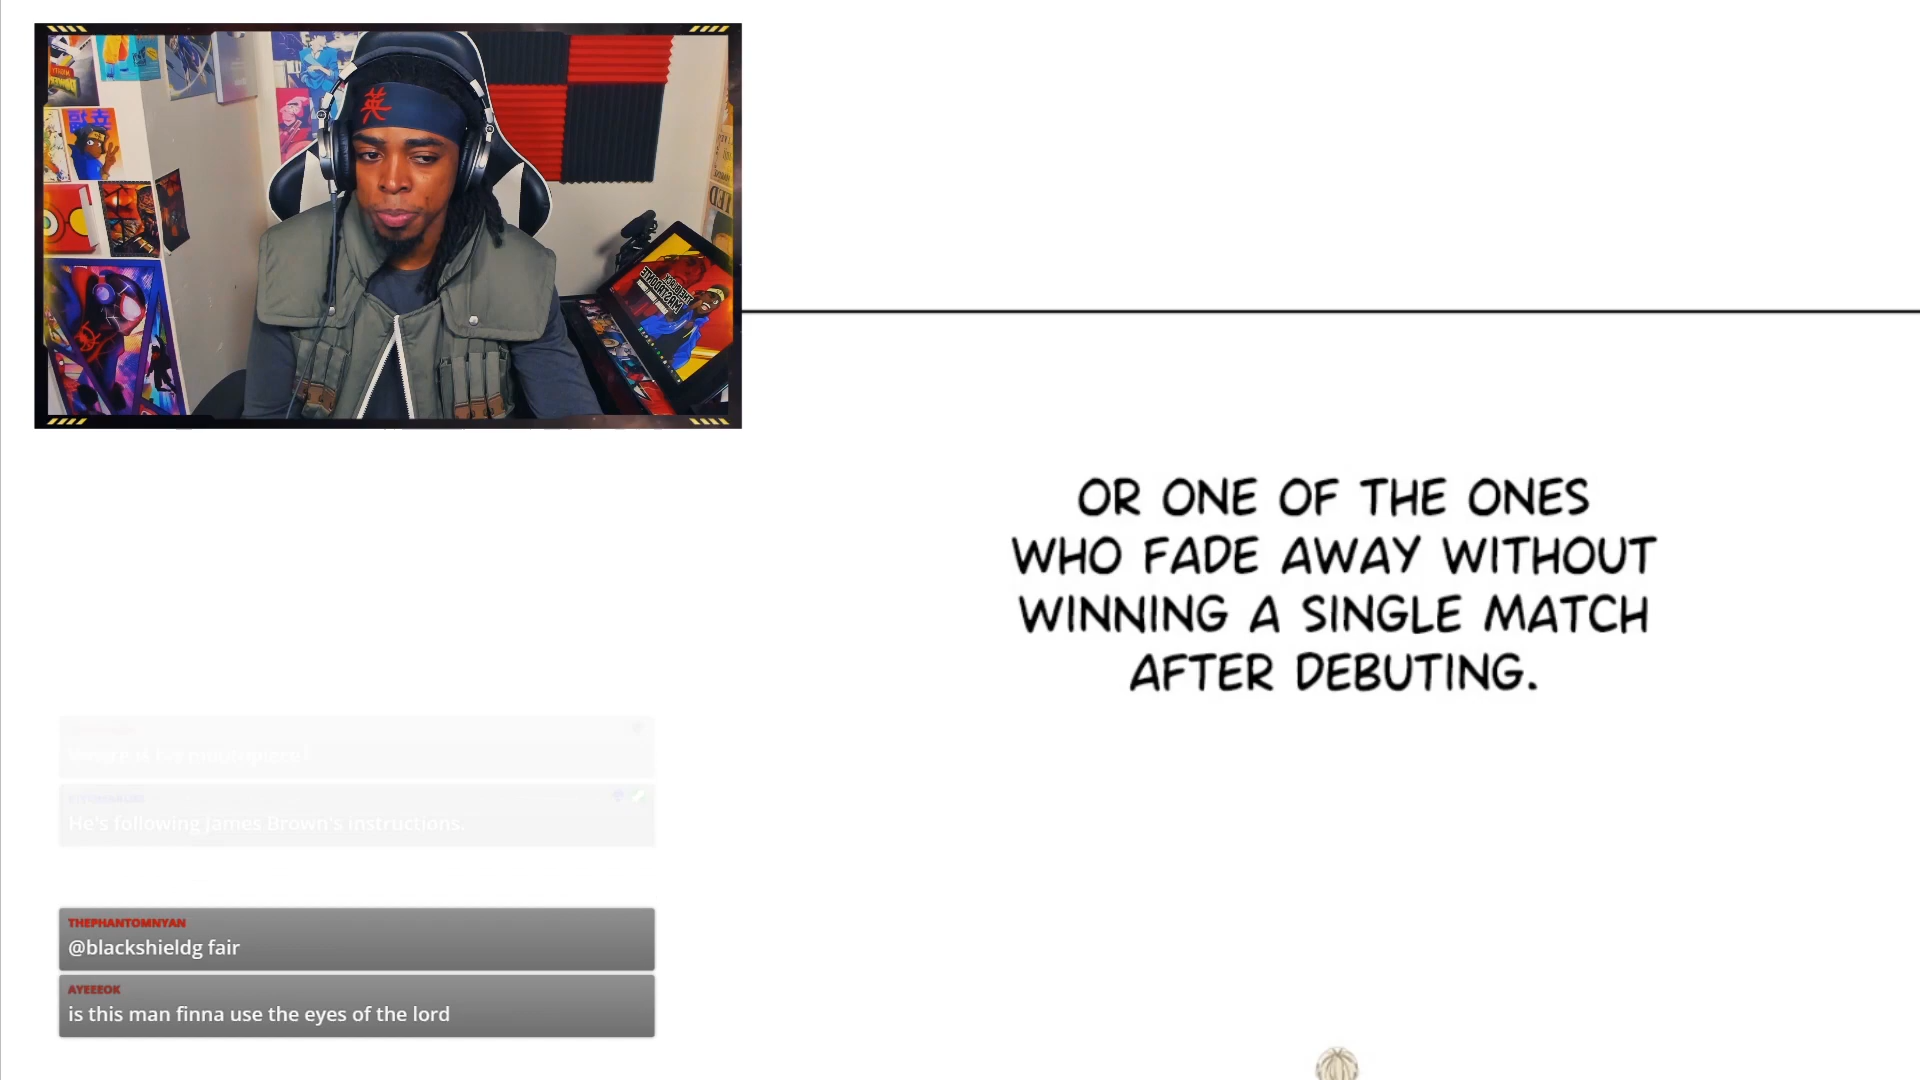 英
OR ONE OF THE ONES
WHO FADE AWAY WITHOUT
WINNING A SINGLE MATCH
AFTER DEBUTING.
He's following James Brown's instructions.
THEPHANTOMNYAN
@blackshieldg fair
AYEEEOK
is this man finna use the eyes of the lord